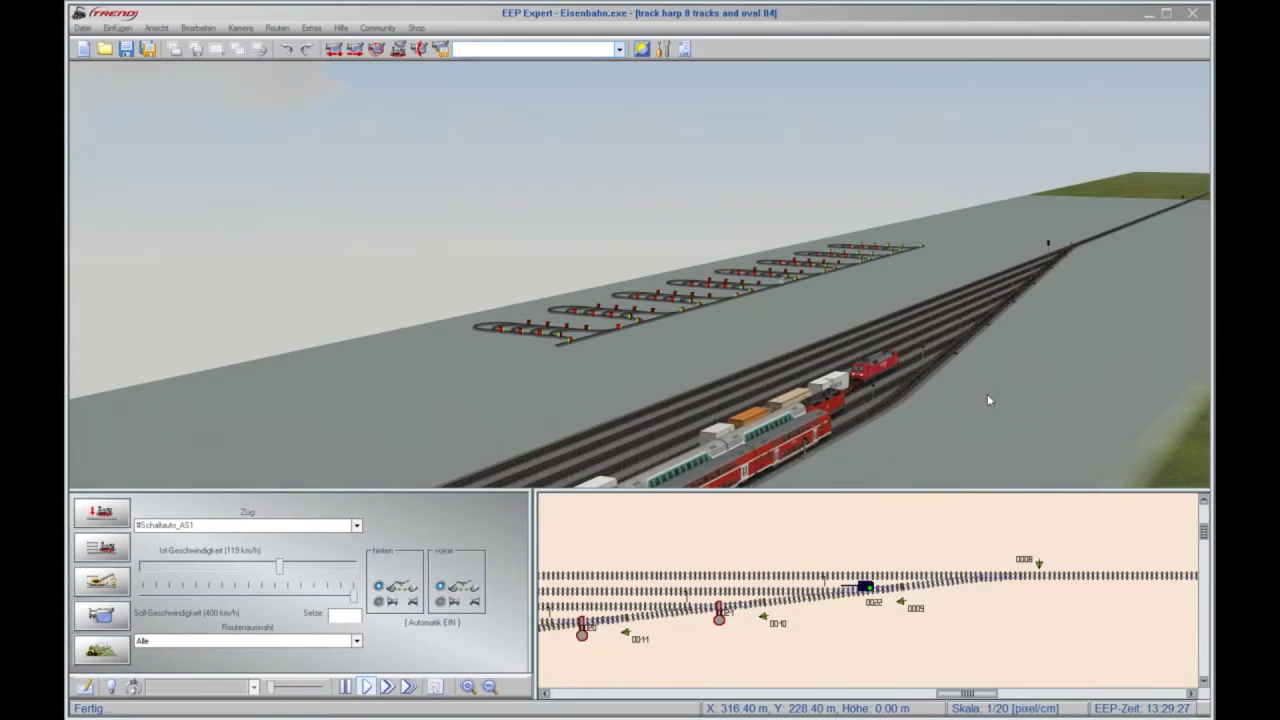 TREND
EEP Expert - Eisenbahn.exe - [track harp 8 tracks and oval 04]
Datei Einfügen Ansicht Bearbeiten Kamera Routen Extras Hilfe Community Shop
Zug:
#Schaltauto_AS1
Ist-Geschwindigkeit (119 km/h)
hinten
vorne
Soll-Geschwindigkeit (400 km/h)
Setze:
[ Automatik EIN ]
Routenauswahl:
Alle
0008
0022
0009
0010
0011
Fertig...
X: 316.40 m, Y: 228.40 m, Höhe: 0.00 m
Skala: 1/20 [pixel/cm]
EEP-Zeit: 13:29:27